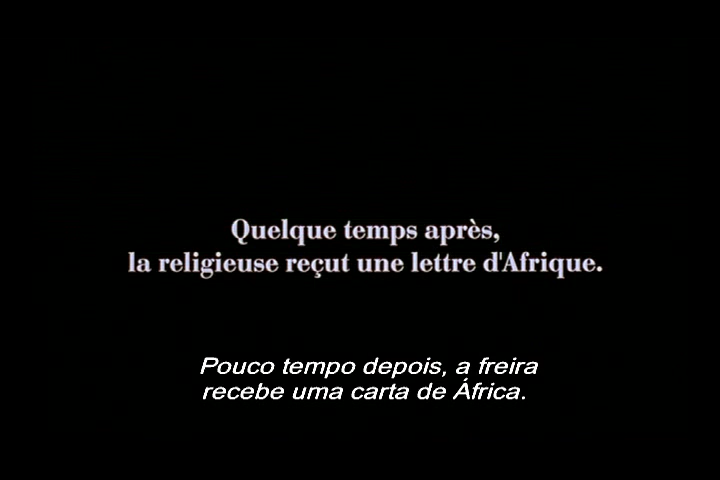 Quelque temps après,
la religieuse reçut une lettre d'Afrique.
Pouco tempo depois, a freira
recebe uma carta de África.